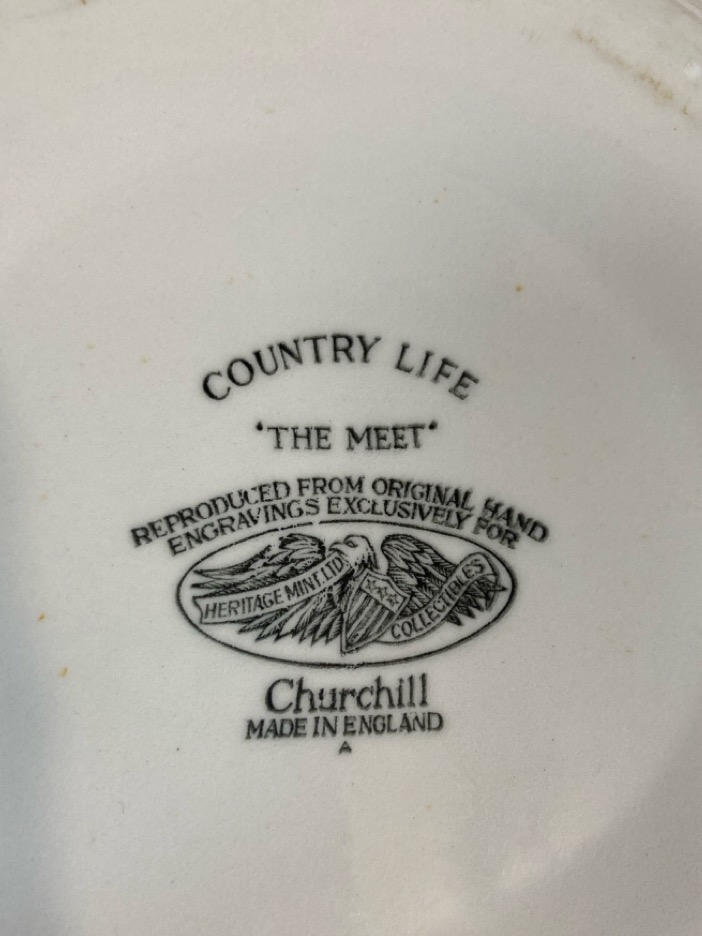 COUNTRY LIFE
'THE MEET'
REPRODUCED FROM ORIGINAL HAND
ENGRAVINGS EXCLUSIVELY FOR
HERITAGE MINT, LTD.
COLLECTIBLES
Churchill
MADE IN ENGLAND
A